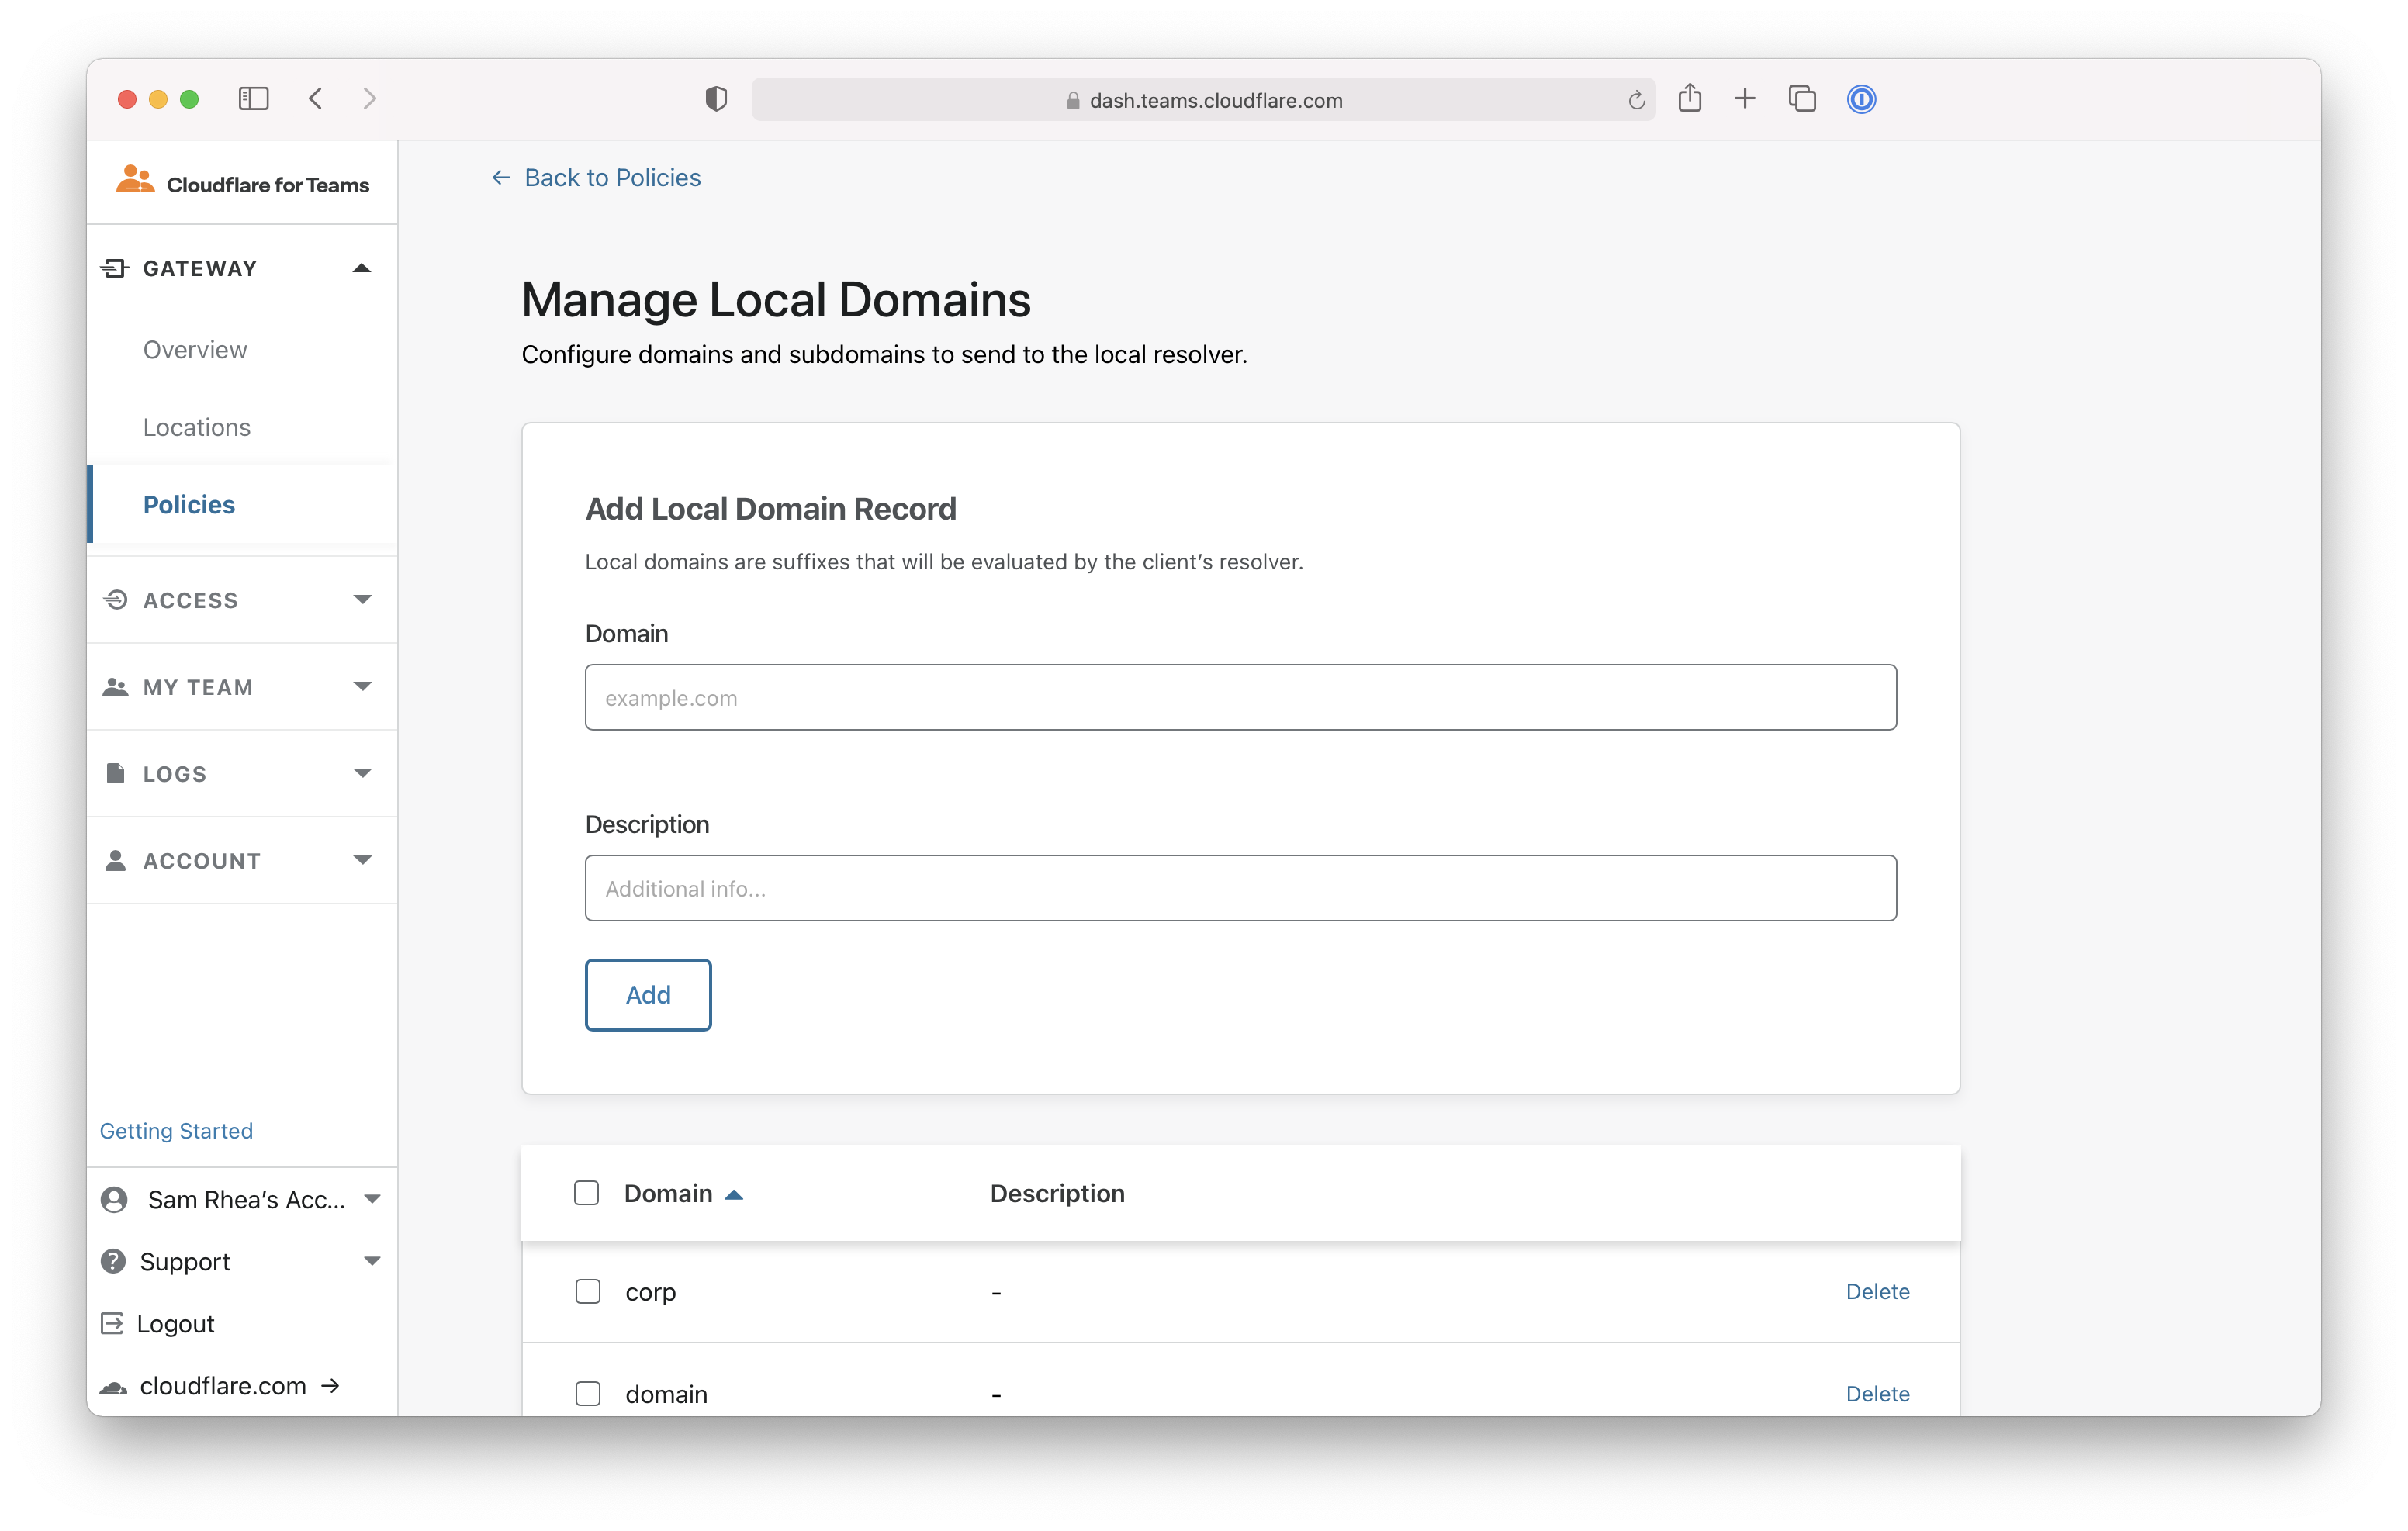 dash.teams.cloudflare.com
Cloudflare for Teams
GATEWAY
Overview
Locations
Policies
ACCESS
MY TEAM
LOGS
ACCOUNT
Getting Started
Sam Rhea’s Acc...
Support
Logout
cloudflare.com →
← Back to Policies
Manage Local Domains
Configure domains and subdomains to send to the local resolver.
Add Local Domain Record
Local domains are suffixes that will be evaluated by the client’s resolver.
Domain
example.com
Description
Additional info...
Add
Domain Description
corp - Delete
domain - Delete